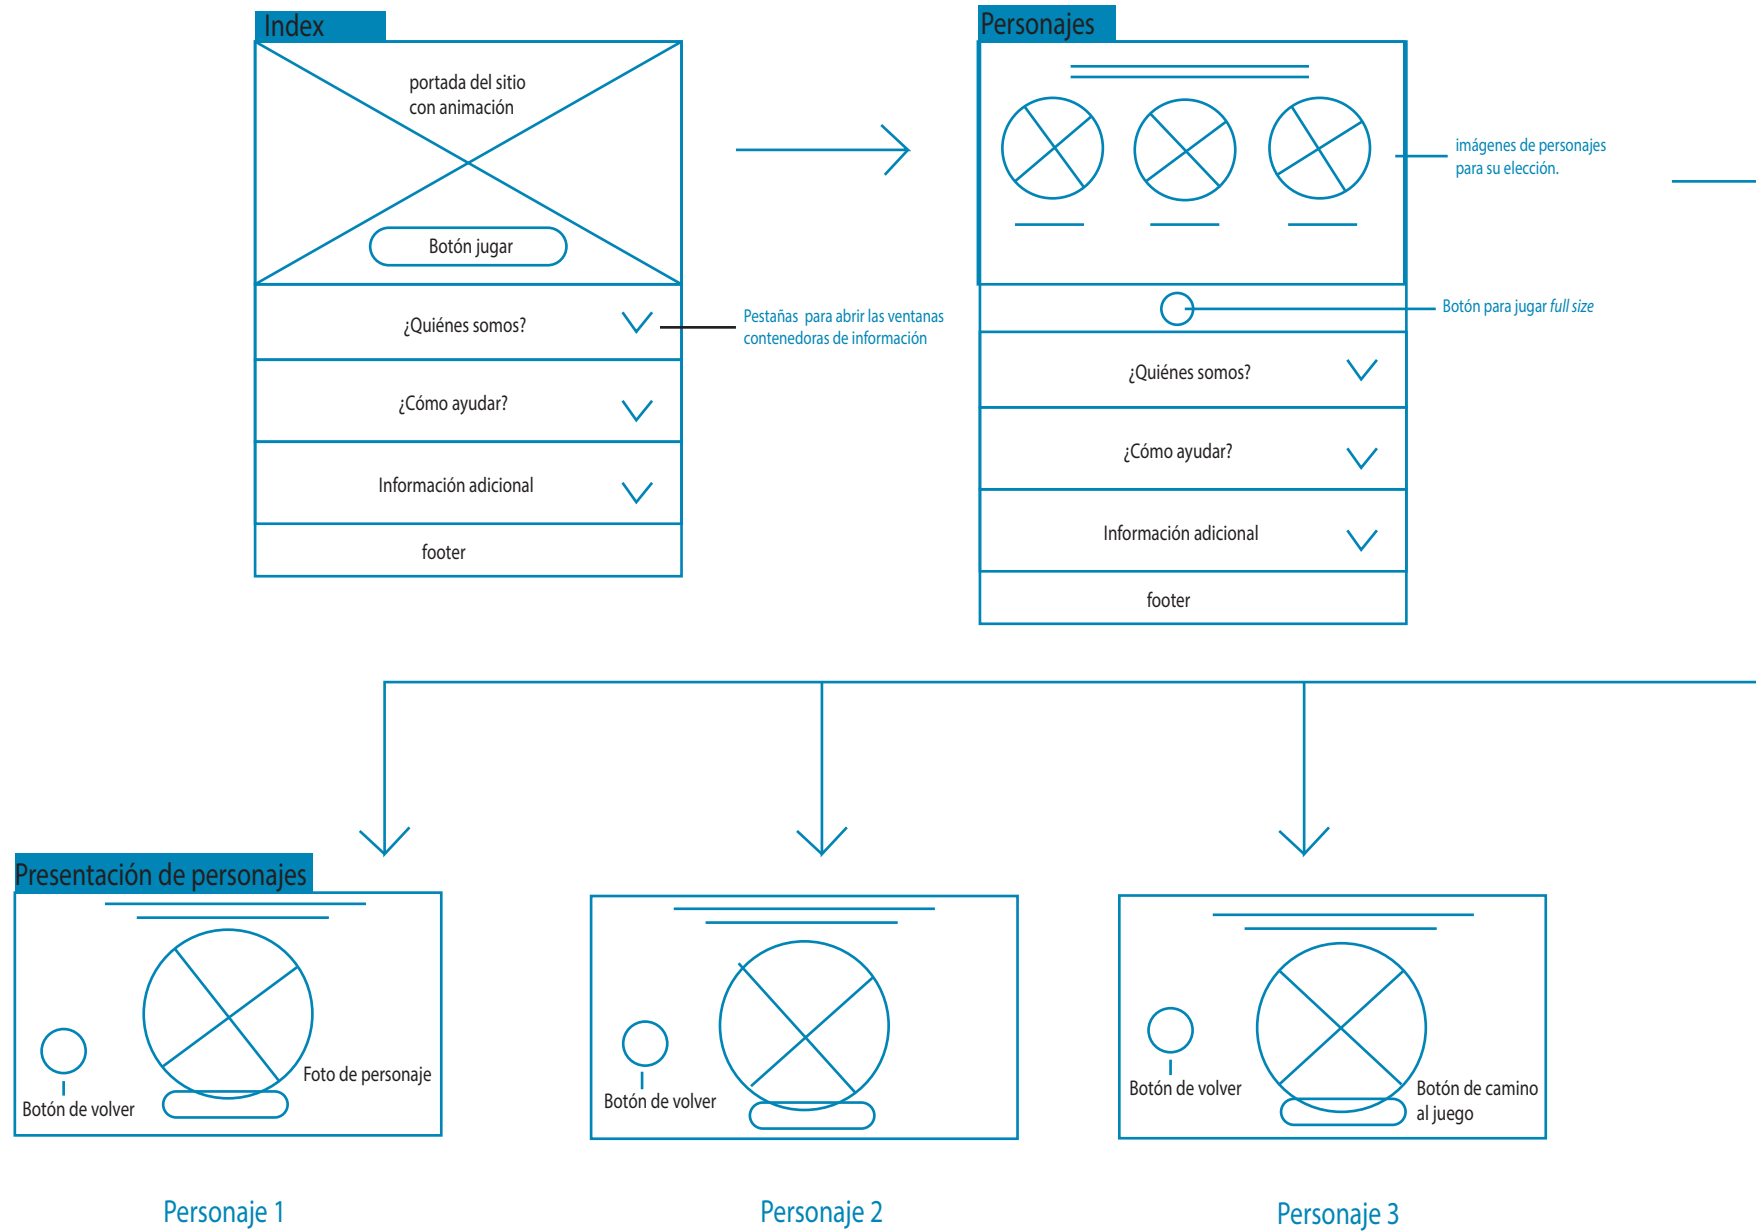 Index
portada del sitio
con animación
Botón jugar
¿Quiénes somos?
Pestañas para abrir las ventanas
contenedoras de información
¿Cómo ayudar?
Información adicional
footer
Personajes
imágenes de personajes
para su elección.
Botón para jugar full size
¿Quiénes somos?
¿Cómo ayudar?
Información adicional
footer
Presentación de personajes
Foto de personaje
Botón de volver
Personaje 1
Botón de volver
Personaje 2
Botón de volver
Botón de camino
al juego
Personaje 3